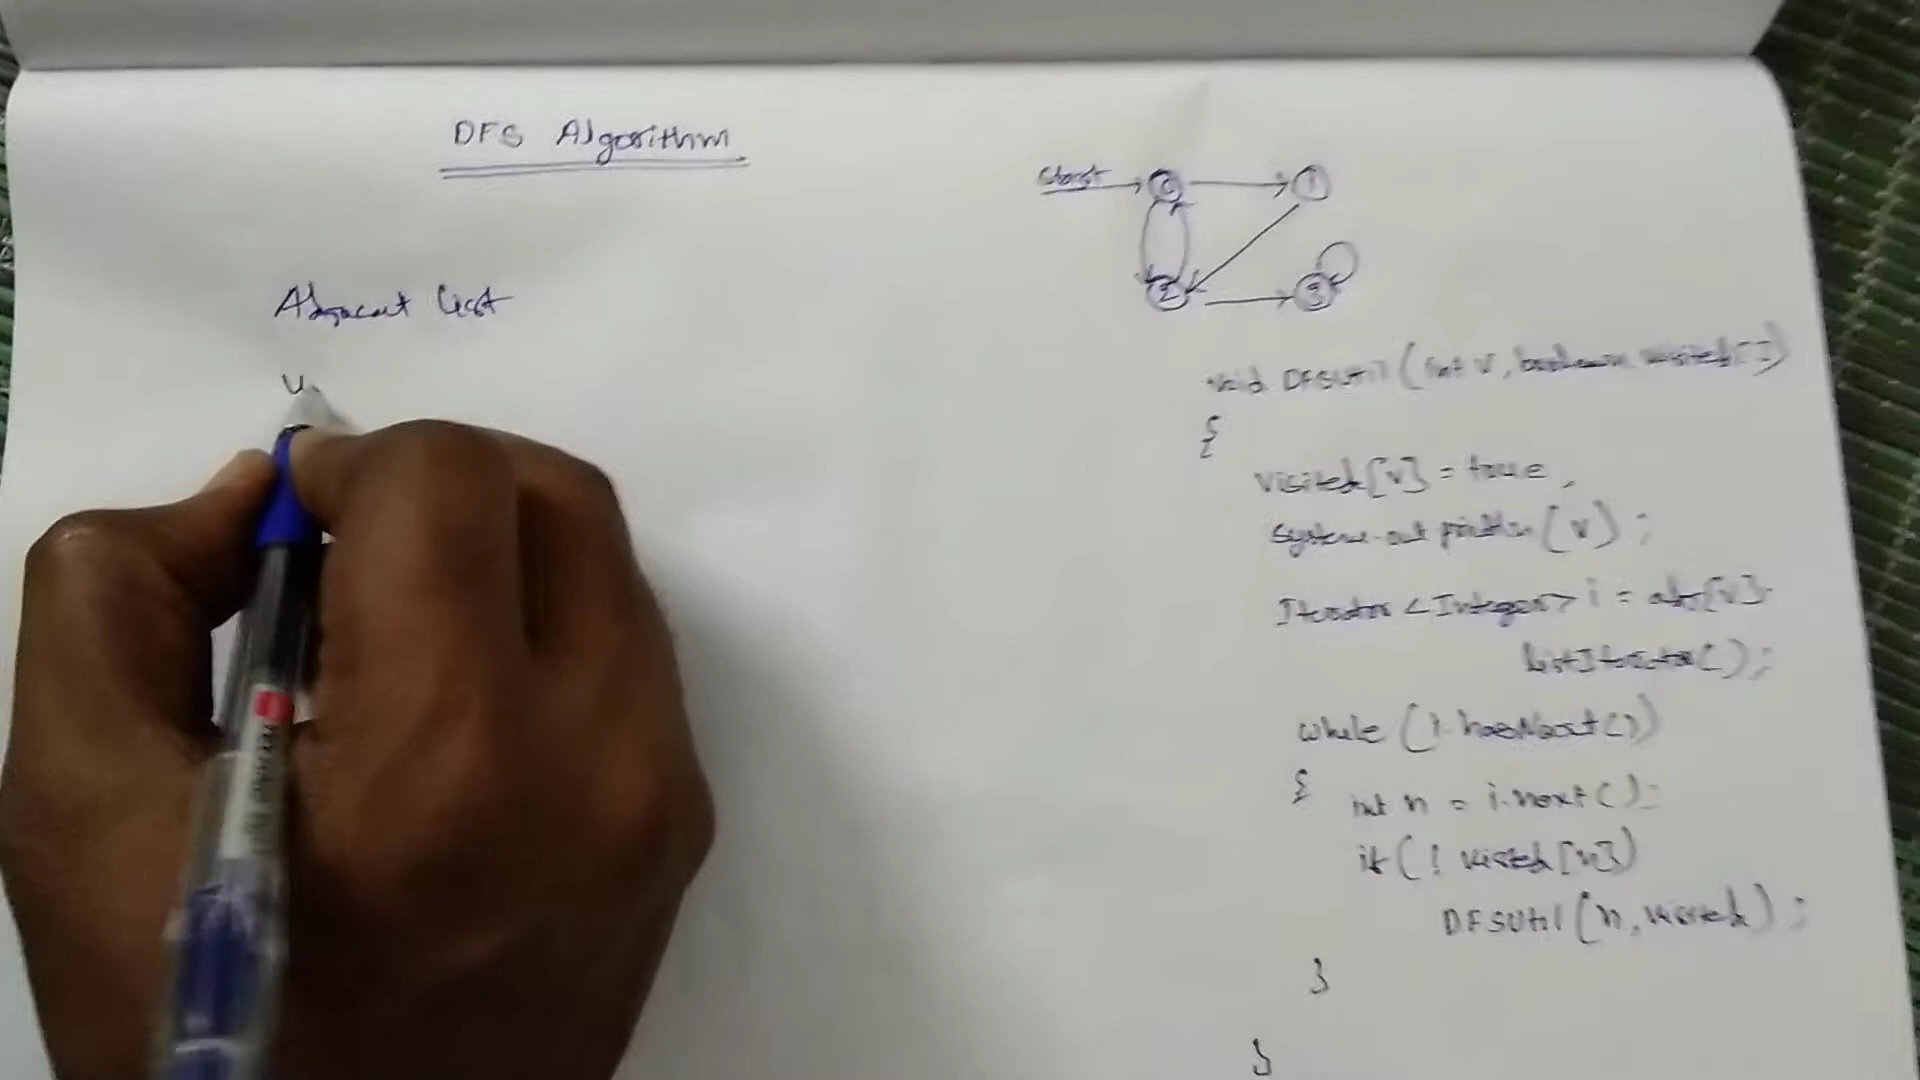 DFS Algorithm
Start
0
1
2
3
Adjacent list
V
void DFSUtil(int v, boolean visited[])
{
visited[v] = true;
System.out.println(v);
Iterator <Integer> i = adj[v].
listIterator();
while (i.hasNext())
{ int n = i.next();
if (! visited[n])
DFSUtil(n, visited);
}
}